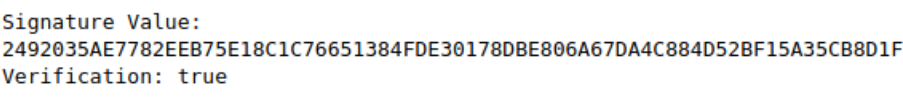 Signature Value:
2492035AE7782EEB75E18C1C76651384FDE30178DBE806A67DA4C884D52BF15A35CB8D1F
Verification: true